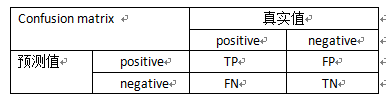 Confusion matrix 真实值
positive negative
预测值 positive TP FP
negative FN TN